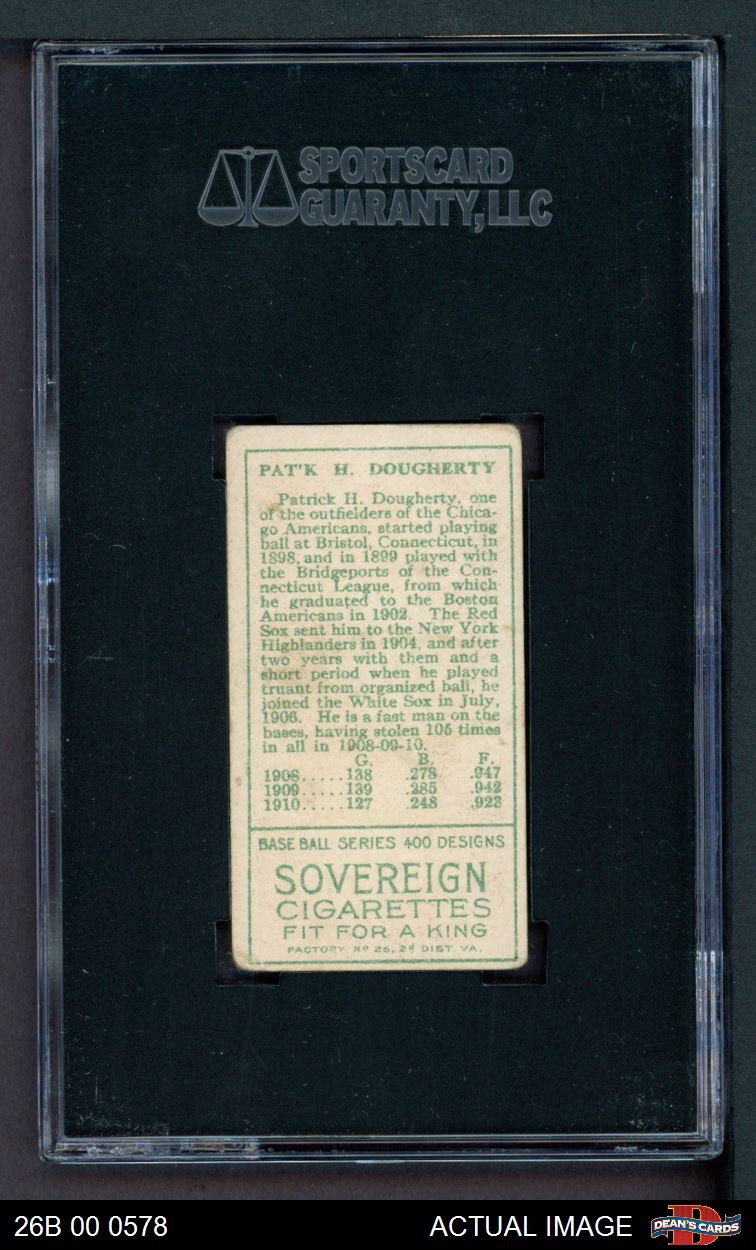 SPORTSCARD
GUARANTY, LLC
PAT'K H. DOUGHERTY
Patrick H. Dougherty, one
of the outfielders of the Chica-
go Americans, started playing
ball at Bristol, Connecticut, in
1898, and in 1899 played with
the Bridgeports of the Con-
necticut League, from which
he graduated to the Boston
Americans in 1902. The Red
Sox sent him to the New York
Highlanders in 1904, and after
two years with them and a
short period when he played
truant from organized ball, he
joined the White Sox in July,
1906. He is a fast man on the
bases, having stolen 105 times
in all in 1908-09-10.
G. B. F.
1908.....138 .278 .947
1909.....139 .285 .942
1910.....127 .248 .923
BASE BALL SERIES 400 DESIGNS
SOVEREIGN
CIGARETTES
FIT FOR A KING
FACTORY Nº 25, 2d DIST. VA.
26B 00 0578 ACTUAL IMAGE DEAN'S CARDS